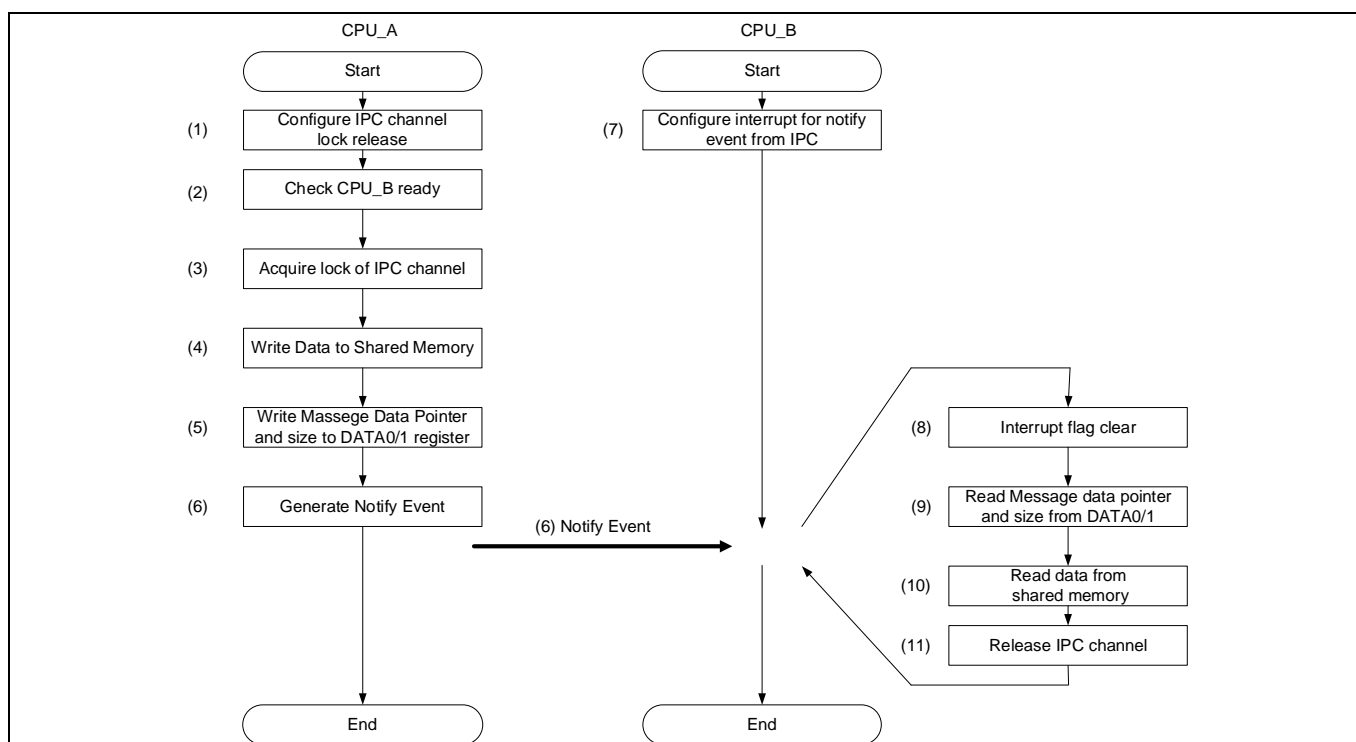 CPU_A
CPU_B
Start
Start
(1)
Configure IPC channel
lock release
(7)
Configure interrupt for notify
event from IPC
(2)
Check CPU_B ready
(3)
Acquire lock of IPC channel
(4)
Write Data to Shared Memory
(5)
Write Massege Data Pointer
and size to DATA0/1 register
(8)
Interrupt flag clear
(6)
Generate Notify Event
(9)
Read Message data pointer
and size from DATA0/1
(6) Notify Event
(10)
Read data from
shared memory
(11)
Release IPC channel
End
End